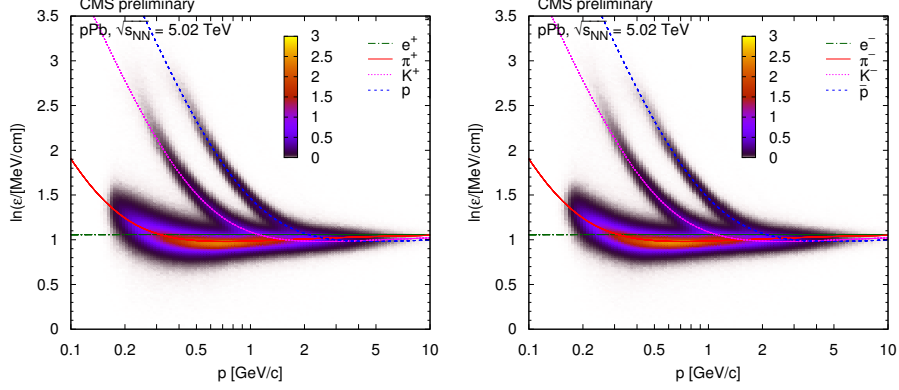 CMS preliminary
pPb, √sNN = 5.02 TeV
e+
π+
K+
p
3
2.5
2
1.5
1
0.5
0
3.5
3
2.5
2
1.5
1
0.5
0
ln(ε/[MeV/cm])
0.1 0.2 0.5 1 2 5 10
p [GeV/c]
CMS preliminary
pPb, √sNN = 5.02 TeV
e−
π−
K−
p̄
3
2.5
2
1.5
1
0.5
0
3.5
3
2.5
2
1.5
1
0.5
0
ln(ε/[MeV/cm])
0.1 0.2 0.5 1 2 5 10
p [GeV/c]